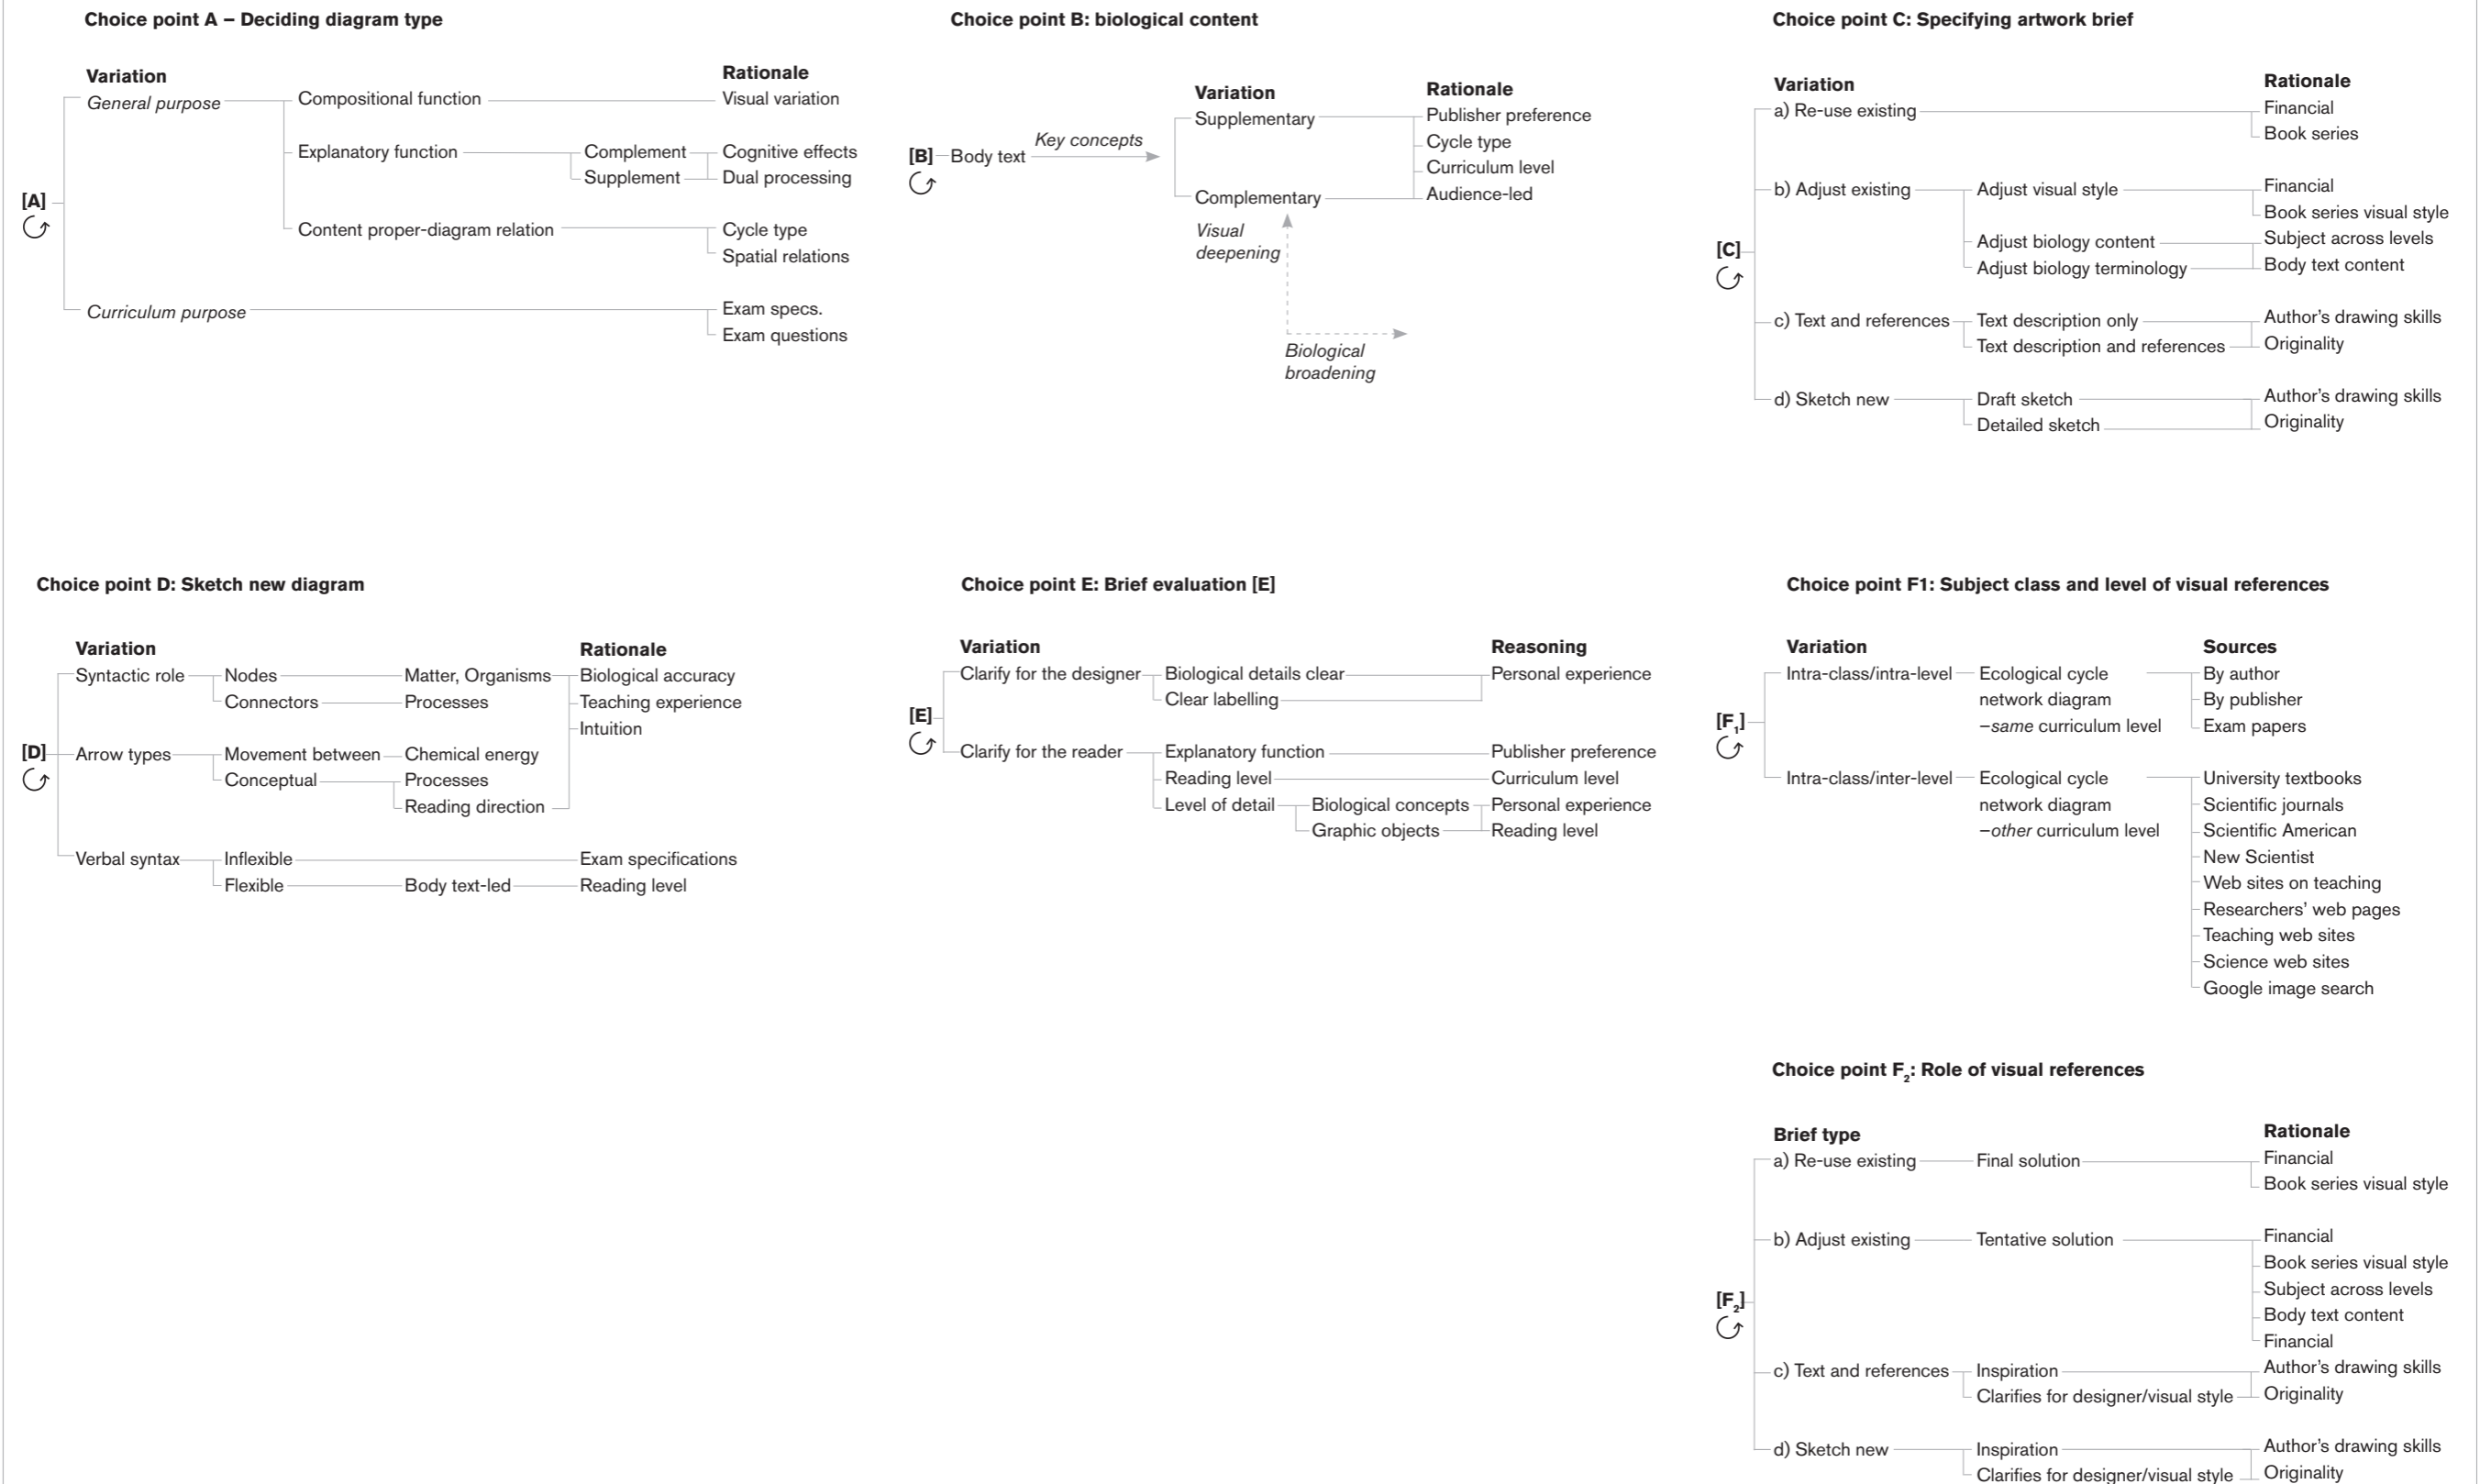 Choice point A – Deciding diagram type
Variation
Rationale
General purpose
Compositional function
Visual variation
Explanatory function
Complement
Cognitive effects
Supplement
Dual processing
[A]
Content proper-diagram relation
Cycle type
Spatial relations
Curriculum purpose
Exam specs.
Exam questions
Choice point B: biological content
Variation
Rationale
Supplementary
Publisher preference
Key concepts
Cycle type
[B]
Body text
Curriculum level
Complementary
Audience-led
Visual
deepening
Biological
broadening
Choice point C: Specifying artwork brief
Variation
Rationale
a) Re-use existing
Financial
Book series
b) Adjust existing
Adjust visual style
Financial
Book series visual style
[C]
Adjust biology content
Subject across levels
Adjust biology terminology
Body text content
c) Text and references
Text description only
Author’s drawing skills
Text description and references
Originality
d) Sketch new
Draft sketch
Author’s drawing skills
Detailed sketch
Originality
Choice point D: Sketch new diagram
Variation
Rationale
Syntactic role
Nodes
Matter, Organisms
Biological accuracy
Connectors
Processes
Teaching experience
Intuition
[D]
Arrow types
Movement between
Chemical energy
Conceptual
Processes
Reading direction
Verbal syntax
Inflexible
Exam specifications
Flexible
Body text-led
Reading level
Choice point E: Brief evaluation [E]
Variation
Reasoning
Clarify for the designer
Biological details clear
Personal experience
Clear labelling
[E]
Clarify for the reader
Explanatory function
Publisher preference
Reading level
Curriculum level
Level of detail
Biological concepts
Personal experience
Graphic objects
Reading level
Choice point F1: Subject class and level of visual references
Variation
Sources
Intra-class/intra-level
Ecological cycle
By author
network diagram
By publisher
[F1]
–same curriculum level
Exam papers
Intra-class/inter-level
Ecological cycle
University textbooks
network diagram
Scientific journals
–other curriculum level
Scientific American
New Scientist
Web sites on teaching
Researchers’ web pages
Teaching web sites
Science web sites
Google image search
Choice point F2: Role of visual references
Brief type
Rationale
a) Re-use existing
Final solution
Financial
Book series visual style
b) Adjust existing
Tentative solution
Financial
Book series visual style
Subject across levels
[F2]
Body text content
Financial
c) Text and references
Inspiration
Author’s drawing skills
Clarifies for designer/visual style
Originality
d) Sketch new
Inspiration
Author’s drawing skills
Clarifies for designer/visual style
Originality